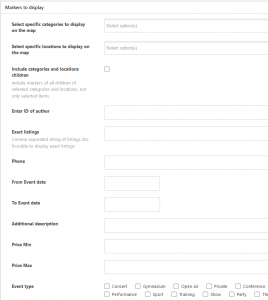 Markers to display
Select specific categories to display
on the map
Select option(s)
Select specific locations to display on
the map
Select option(s)
Include categories and locations
children
Include markers of all children of
selected categories and locations, not
only selected items
Enter ID of author
Exact listings
Comma separated string of listings IDs.
Possible to display exact listings
Phone
From Event date
To Event date
Additional description
Price Min
Price Max
Event type
Concert Gymnasium Open air Private Conference
Performance Sport Training Show Party